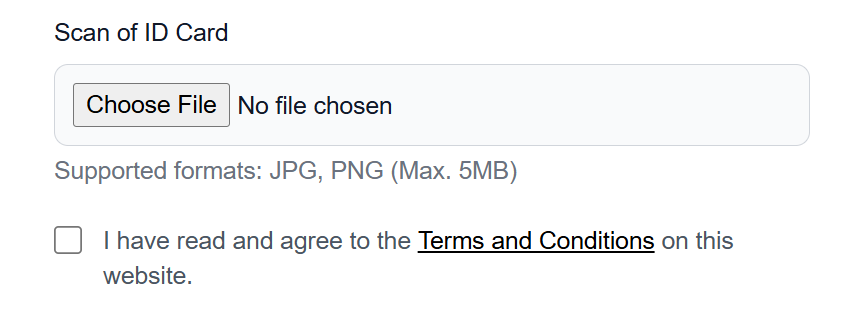 Scan of ID Card
Choose File No file chosen
Supported formats: JPG, PNG (Max. 5MB)
I have read and agree to the Terms and Conditions on this
website.